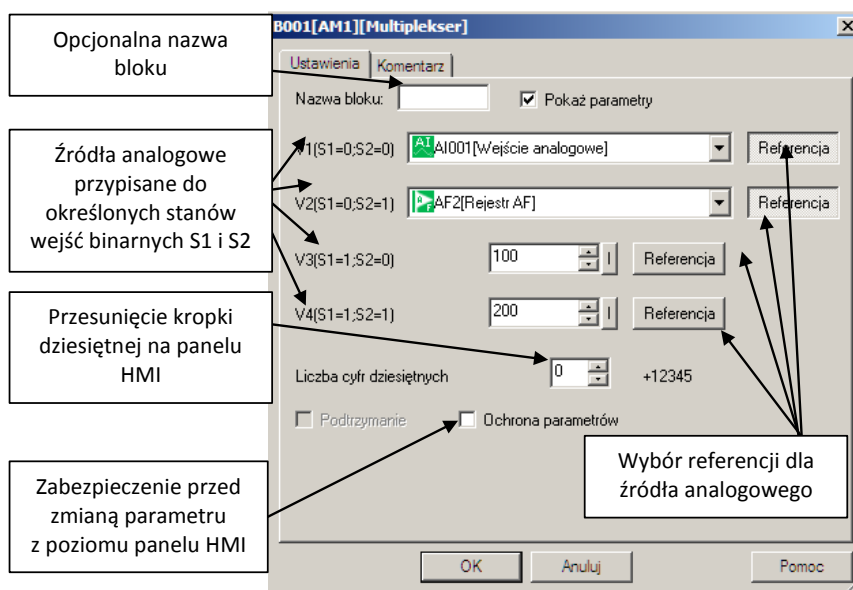 B001[AM1][Multiplekser]
Opcjonalna nazwa
bloku
Ustawienia Komentarz
Nazwa bloku: Pokaż parametry
Źródła analogowe
przypisane do
określonych stanów
wejść binarnych S1 i S2
V1(S1=0;S2=0) AI AI001[Wejście analogowe] Referencja
V2(S1=0;S2=1) AF AF2[Rejestr AF] Referencja
V3(S1=1;S2=0) 100 I Referencja
V4(S1=1;S2=1) 200 I Referencja
Przesunięcie kropki
dziesiętnej na panelu
HMI
Liczba cyfr dziesiętnych 0 +12345
Podtrzymanie Ochrona parametrów
Wybór referencji dla
źródła analogowego
Zabezpieczenie przed
zmianą parametru
z poziomu panelu HMI
OK Anuluj Pomoc